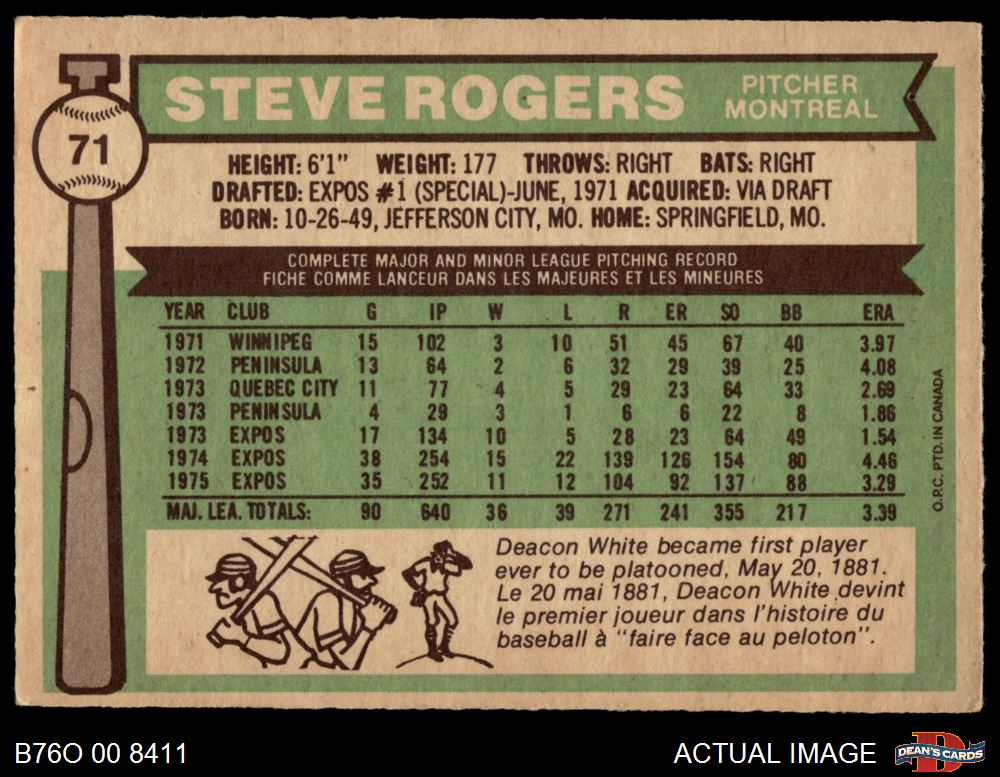 STEVE ROGERS
PITCHER
MONTREAL
71
HEIGHT: 6'1" WEIGHT: 177 THROWS: RIGHT BATS: RIGHT
DRAFTED: EXPOS #1 (SPECIAL)-JUNE, 1971 ACQUIRED: VIA DRAFT
BORN: 10-26-49, JEFFERSON CITY, MO. HOME: SPRINGFIELD, MO.
COMPLETE MAJOR AND MINOR LEAGUE PITCHING RECORD
FICHE COMME LANCEUR DANS LES MAJEURES ET LES MINEURES
YEAR CLUB G IP W L R ER SO BB ERA
1971 WINNIPEG 15 102 3 10 51 45 67 40 3.97
1972 PENINSULA 13 64 2 6 32 29 39 25 4.08
1973 QUEBEC CITY 11 77 4 5 29 23 64 33 2.69
1973 PENINSULA 4 29 3 1 6 6 22 8 1.86
1973 EXPOS 17 134 10 5 28 23 64 49 1.54
1974 EXPOS 38 254 15 22 139 126 154 80 4.46
1975 EXPOS 35 252 11 12 104 92 137 88 3.29
MAJ. LEA. TOTALS: 90 640 36 39 271 241 355 217 3.39
O.P.C. PTD. IN CANADA
Deacon White became first player
ever to be platooned, May 20, 1881.
Le 20 mai 1881, Deacon White devint
le premier joueur dans l'histoire du
baseball à "faire face au peloton".
B76O 00 8411
ACTUAL IMAGE
DEAN'S CARDS